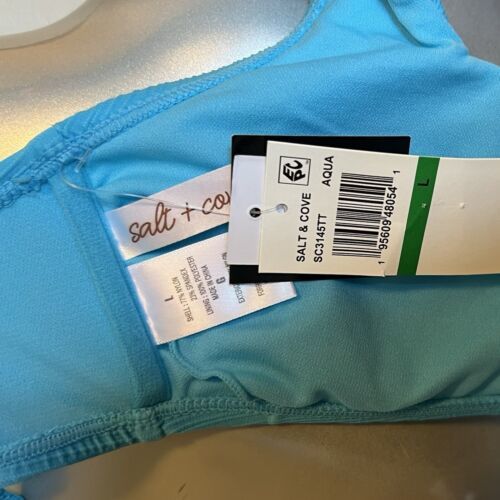 salt + cov
SHELL: 77% NYLON
23% SPANDEX
LINING: 100% POLYESTER
MADE IN CHINA
L
G
SALT & COVE
SC3145TT
AQUA
1 95609 48054 1
L